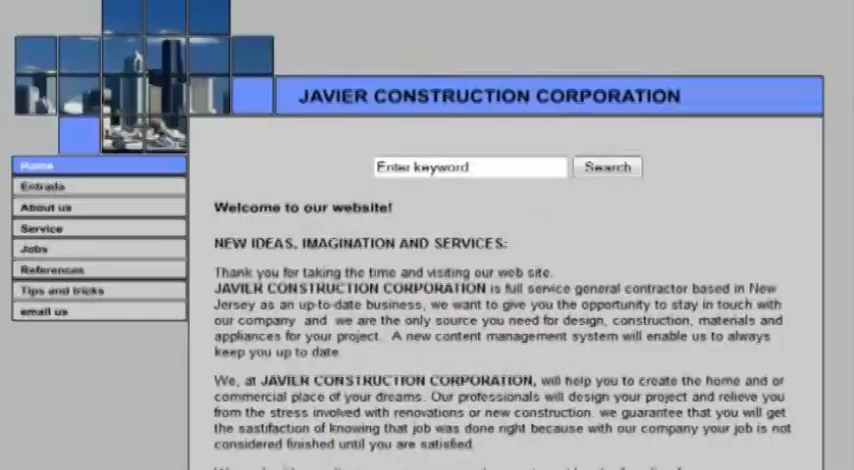 JAVIER CONSTRUCTION CORPORATION
Enter keyword Search
Home
Entrada
About us
Service
Jobs
References
Tips and tricks
email us
Welcome to our website!
NEW IDEAS, IMAGINATION AND SERVICES:
Thank you for taking the time and visiting our web site.
JAVIER CONSTRUCTION CORPORATION is full service general contractor based in New
Jersey as an up-to-date business, we want to give you the opportunity to stay in touch with
our company and we are the only source you need for design, construction, materials and
appliances for your project. A new content management system will enable us to always
keep you up to date.
We, at JAVIER CONSTRUCTION CORPORATION, will help you to create the home and or
commercial place of your dreams. Our professionals will design your project and relieve you
from the stress involved with renovations or new construction. we guarantee that you will get
the sastifaction of knowing that job was done right because with our company your job is not
considered finished until you are satisfied.